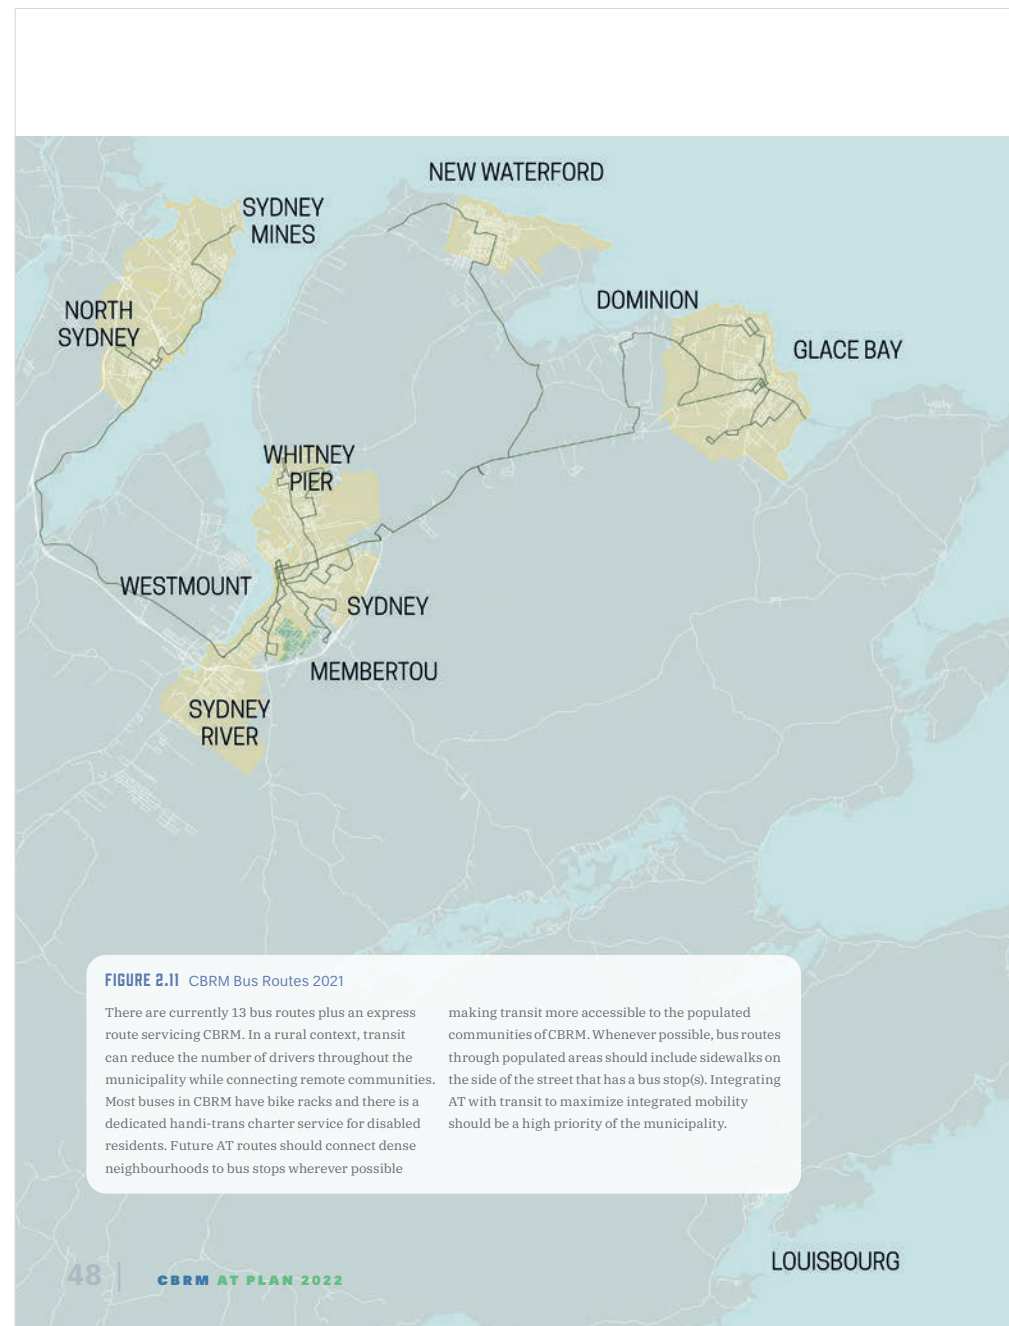 NEW WATERFORD
SYDNEY
MINES
NORTH
SYDNEY
DOMINION
GLACE BAY
WHITNEY
PIER
WESTMOUNT
SYDNEY
MEMBERTOU
SYDNEY
RIVER
FIGURE 2.11 CBRM Bus Routes 2021
There are currently 13 bus routes plus an express
route servicing CBRM. In a rural context, transit
can reduce the number of drivers throughout the
municipality while connecting remote communities.
Most buses in CBRM have bike racks and there is a
dedicated handi-trans charter service for disabled
residents. Future AT routes should connect dense
neighbourhoods to bus stops wherever possible
making transit more accessible to the populated
communities of CBRM. Whenever possible, bus routes
through populated areas should include sidewalks on
the side of the street that has a bus stop(s). Integrating
AT with transit to maximize integrated mobility
should be a high priority of the municipality.
LOUISBOURG
48 | CBRM AT PLAN 2022